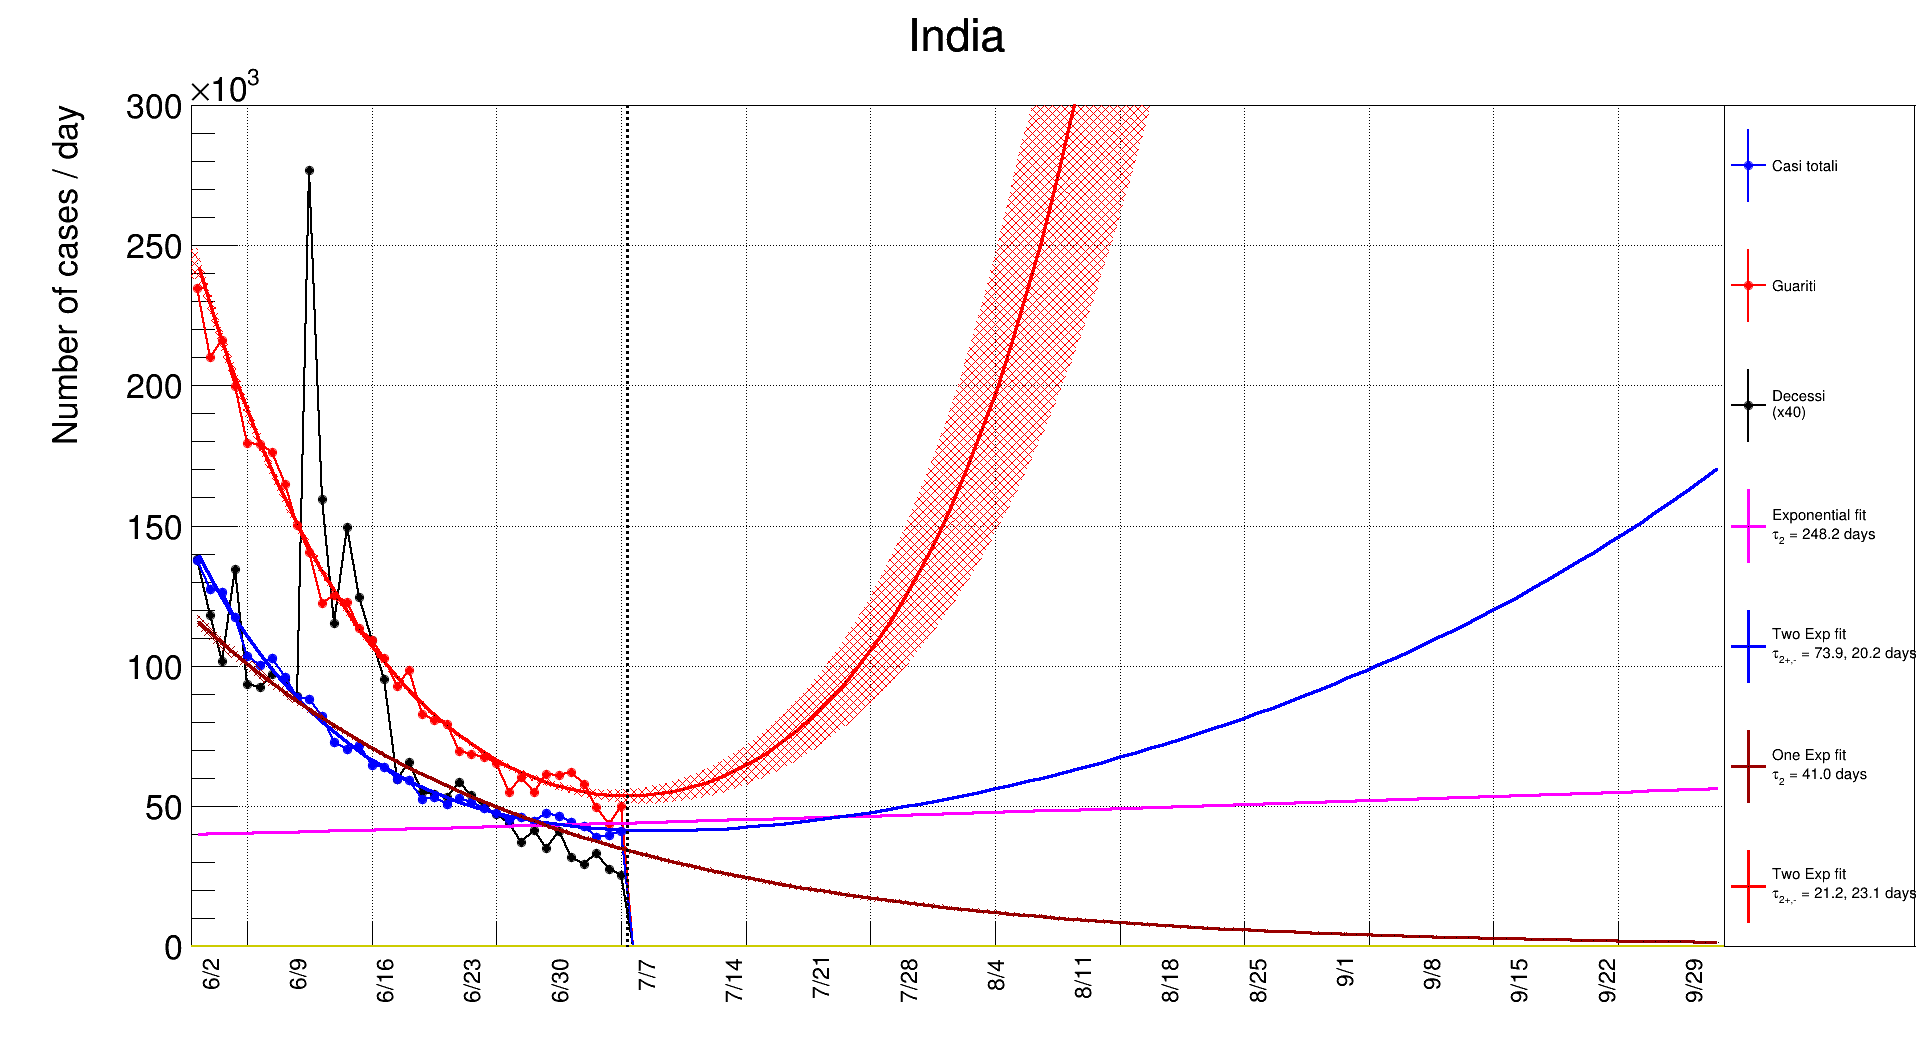 India
×10³
Number of cases / day
300
250
200
150
100
50
0
6/2
6/9
6/16
6/23
6/30
7/7
7/14
7/21
7/28
8/4
8/11
8/18
8/25
9/1
9/8
9/15
9/22
9/29
Casi totali
Guariti
Decessi
(x40)
Exponential fit
τ₂ = 248.2 days
Two Exp fit
τ₂₊,₋ = 73.9, 20.2 days
One Exp fit
τ₂ = 41.0 days
Two Exp fit
τ₂₊,₋ = 21.2, 23.1 days